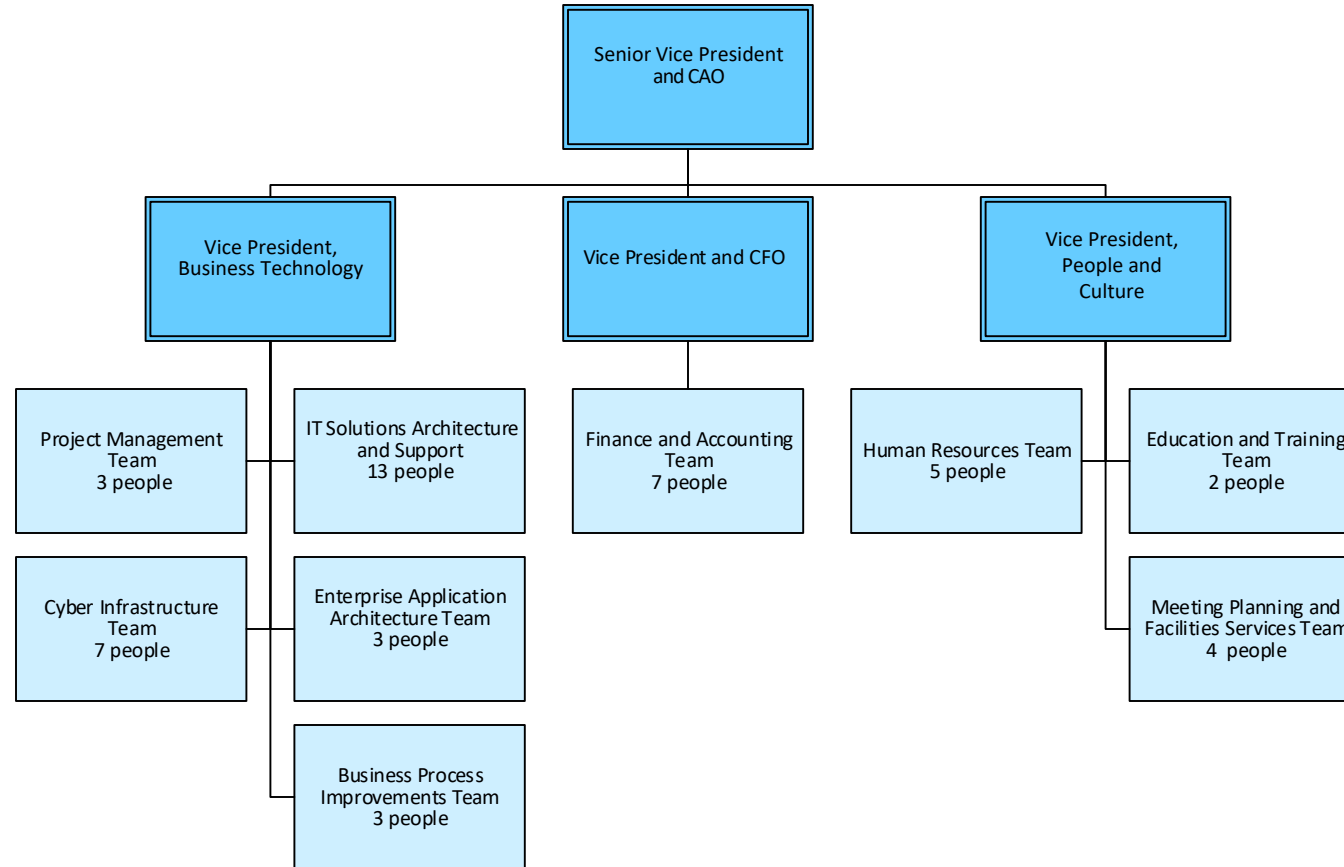 Senior Vice President
and CAO
Vice President,
Business Technology
Vice President and CFO
Vice President,
People and
Culture
Project Management
Team
3 people
IT Solutions Architecture
and Support
13 people
Finance and Accounting
Team
7 people
Human Resources Team
5 people
Education and Training
Team
2 people
Cyber Infrastructure
Team
7 people
Enterprise Application
Architecture Team
3 people
Meeting Planning and
Facilities Services Team
4 people
Business Process
Improvements Team
3 people